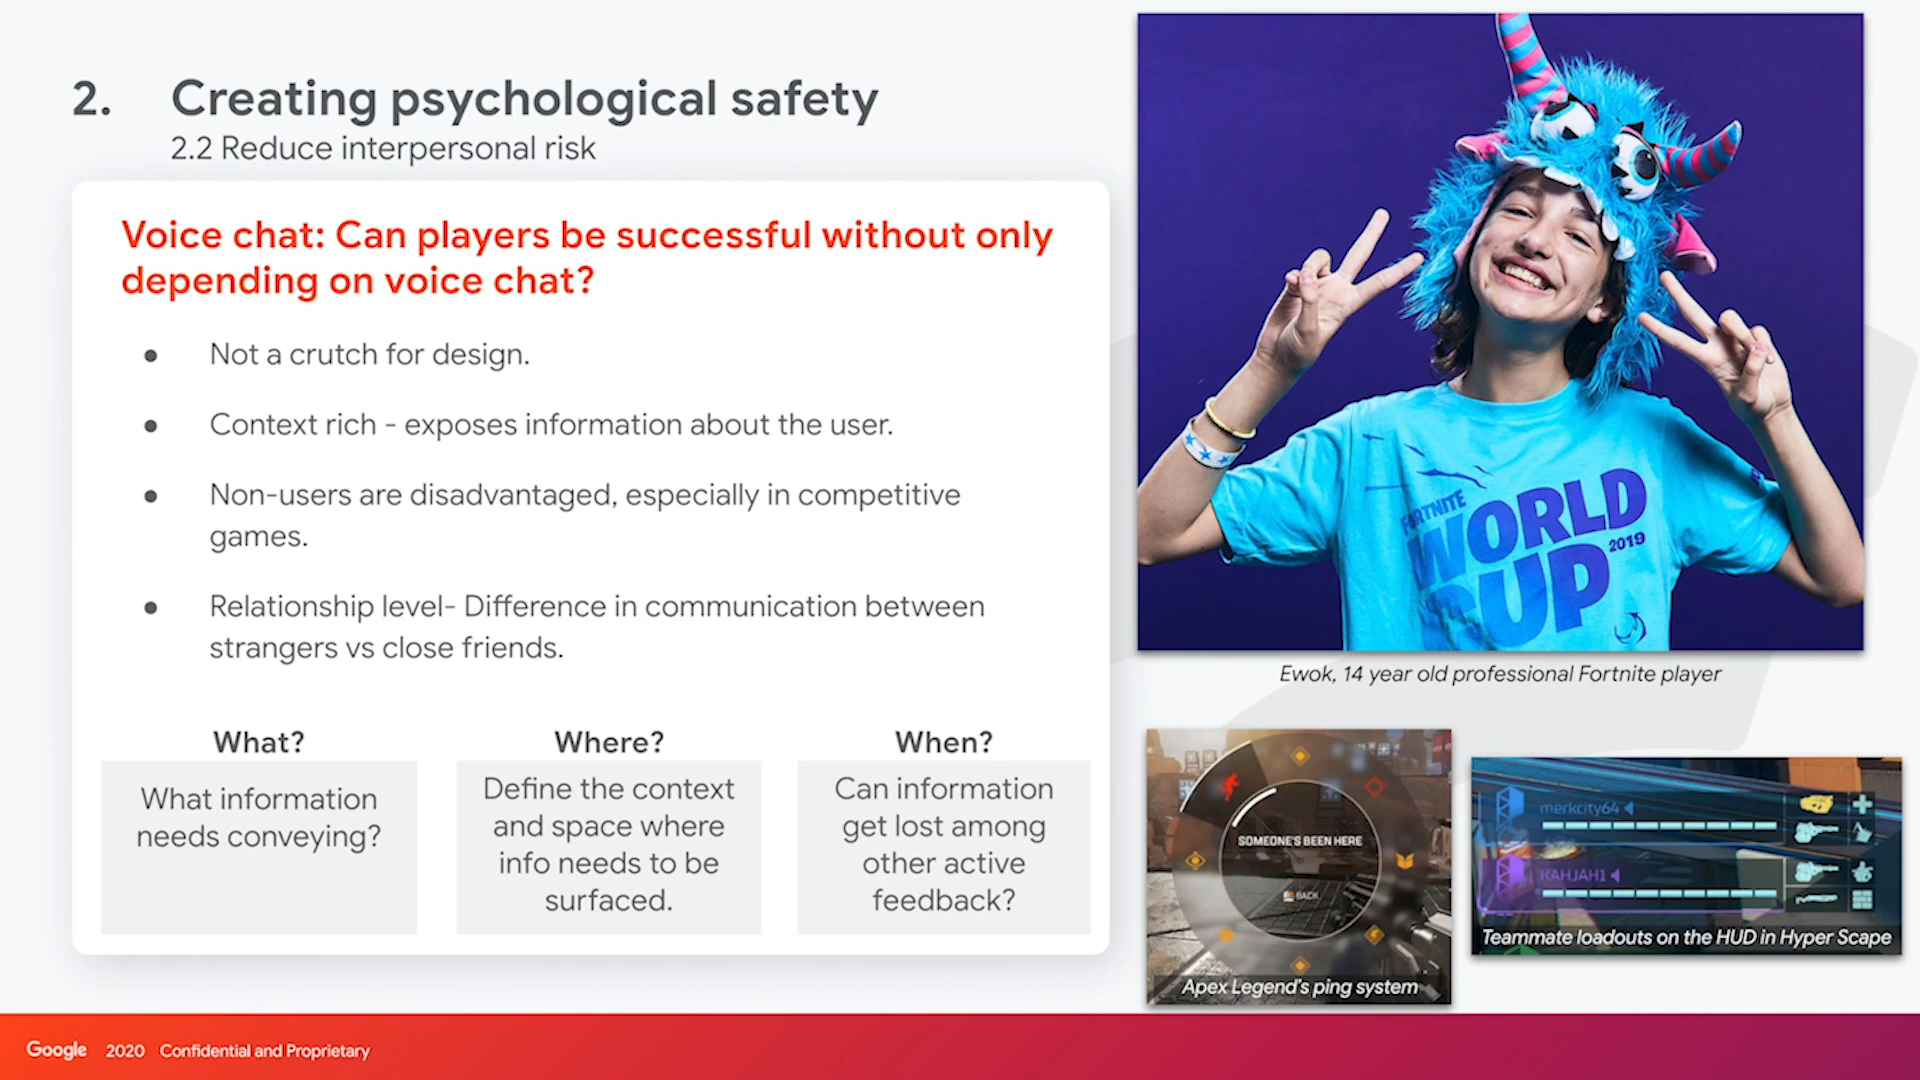 2. Creating psychological safety
2.2 Reduce interpersonal risk
Voice chat: Can players be successful without only
depending on voice chat?
● Not a crutch for design.
● Context rich - exposes information about the user.
● Non-users are disadvantaged, especially in competitive
games.
● Relationship level- Difference in communication between
strangers vs close friends.
What?
What information
needs conveying?
Where?
Define the context
and space where
info needs to be
surfaced.
When?
Can information
get lost among
other active
feedback?
FORTNITE
WORLD
CUP
2019
Ewok, 14 year old professional Fortnite player
SOMEONE'S BEEN HERE
BACK
Apex Legend's ping system
merkcity64
KAHJAH1
Teammate loadouts on the HUD in Hyper Scape
Google 2020 Confidential and Proprietary